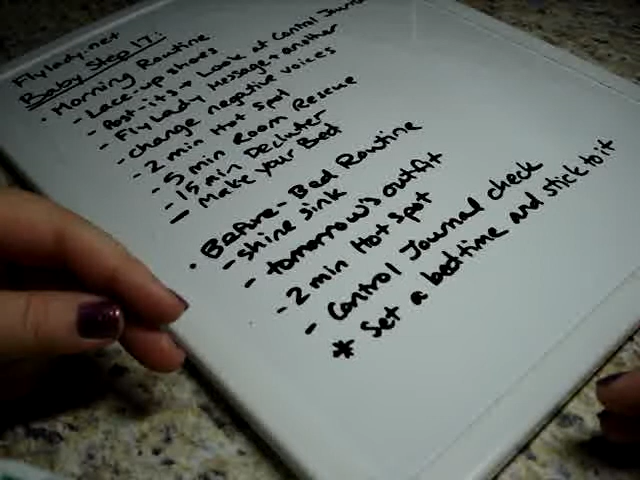 Flylady.net
Baby Step 17:
• Morning Routine
- Lace-up shoes
- Post-its → Look at Control Journal
- FlyLady Message + another
- change negative voices
- 2 min Hot Spot
- 5 min Room Rescue
- 15 min Declutter
- Make your Bed
• Before-Bed Routine
- shine sink
- tomorrow's outfit
- 2 min Hot Spot
- Control Journal check
* Set a bedtime and stick to it